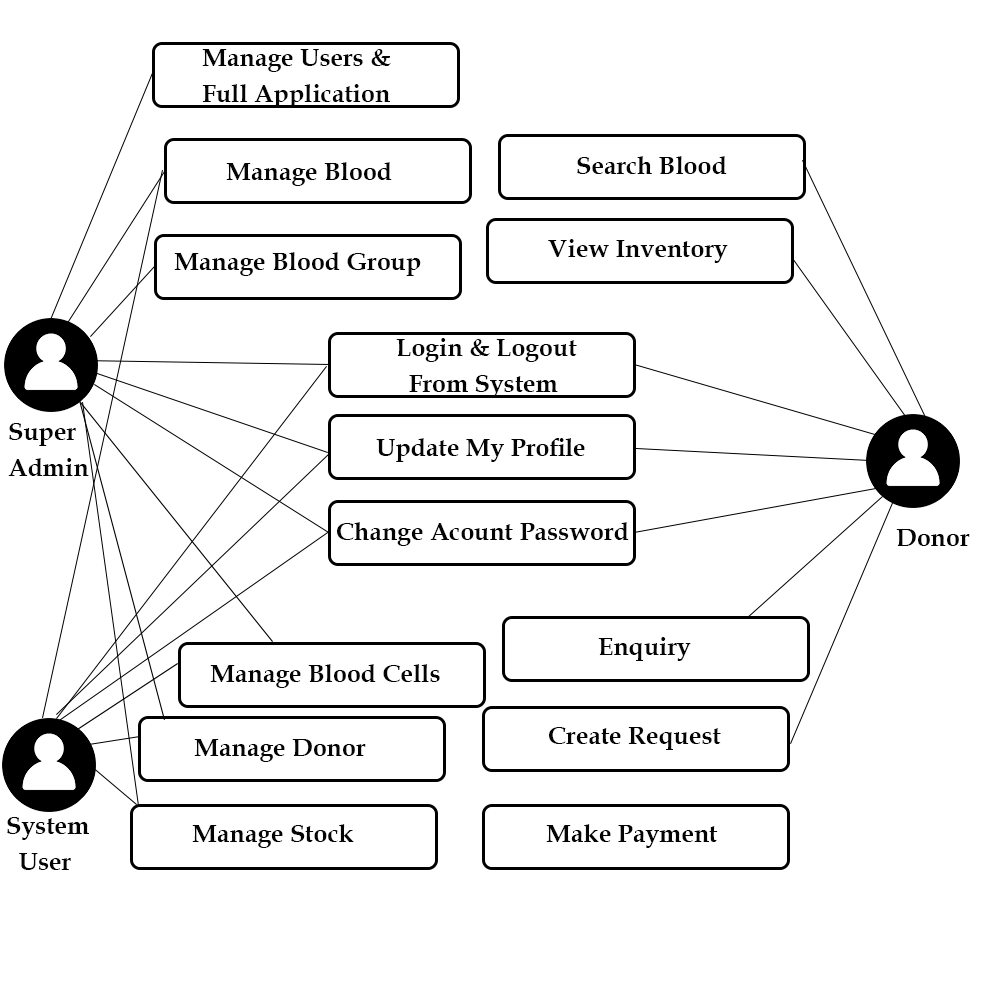 Manage Users &
Full Application
Manage Blood
Search Blood
Manage Blood Group
View Inventory
Login & Logout
From System
Super
Admin
Update My Profile
Change Acount Password
Donor
Enquiry
Manage Blood Cells
Create Request
Manage Donor
System
User
Manage Stock
Make Payment